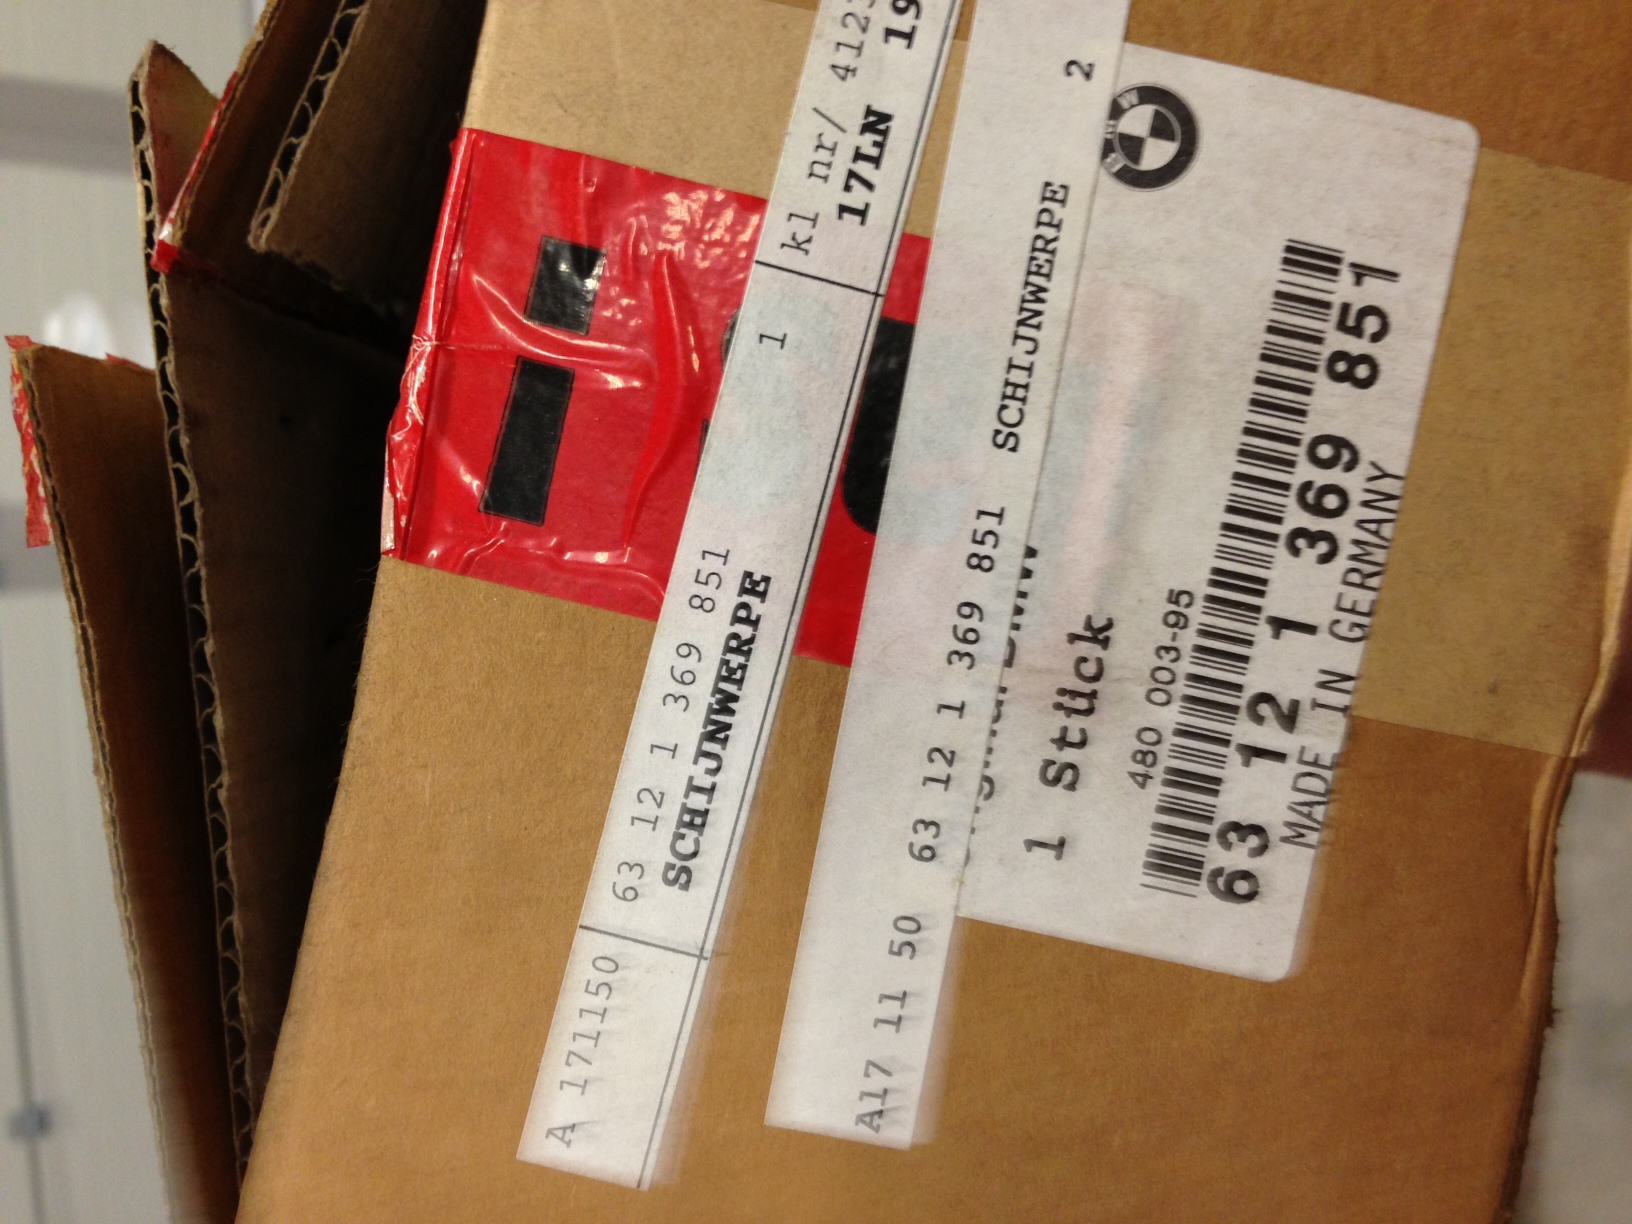 A 171150 63 12 1 369 851 1 kl nr/ 412
SCHIJNWERPE 17LN 19
A17 11 50 63 12 1 369 851 SCHIJNWERPE 2
BMW
1 Stück
480 003-95
63 12 1 369 851
MADE IN GERMANY